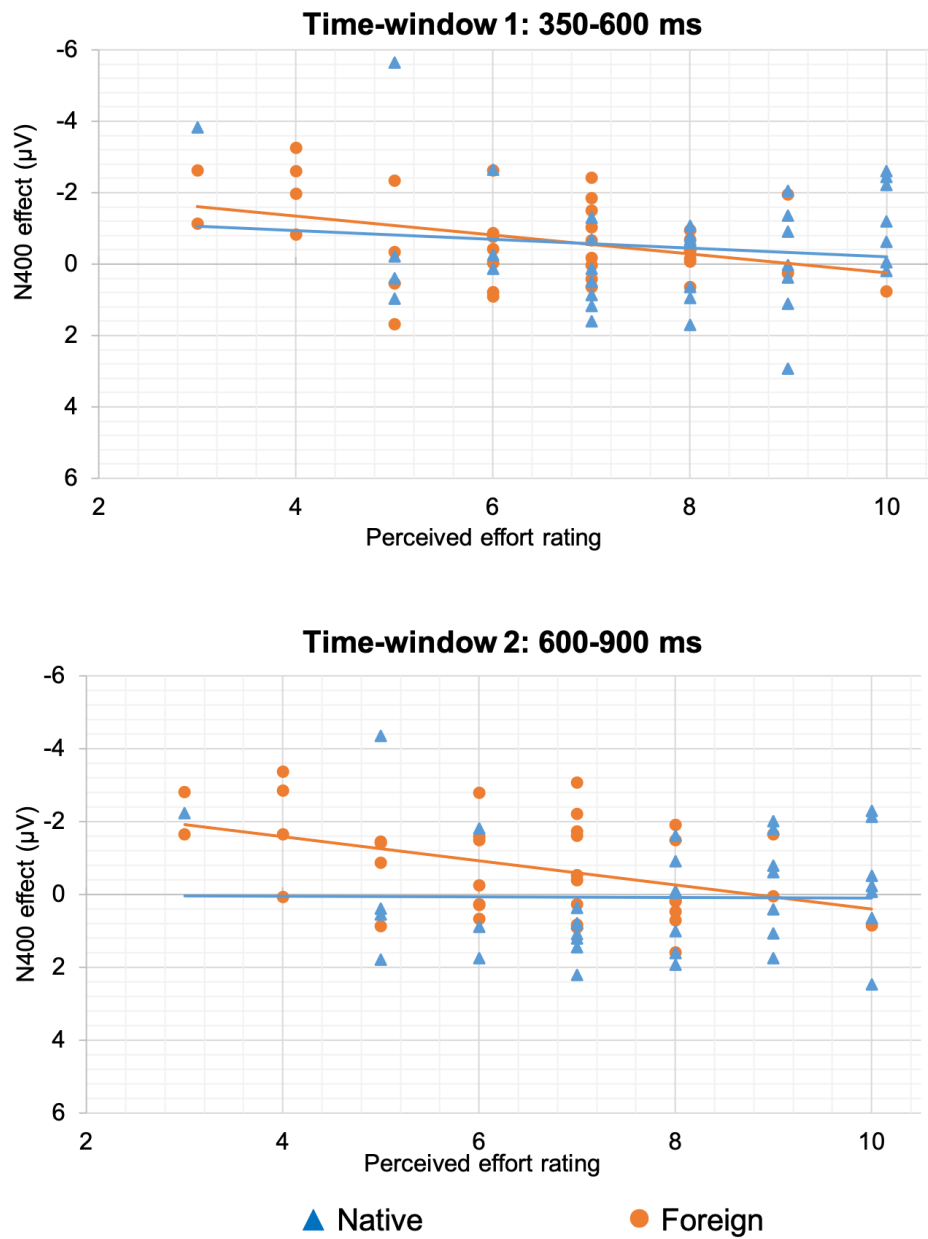 Time-window 1: 350-600 ms
-6
-4
-2
0
2
4
6
N400 effect (µV)
2 4 6 8 10
Perceived effort rating
Time-window 2: 600-900 ms
-6
-4
-2
0
2
4
6
N400 effect (µV)
2 4 6 8 10
Perceived effort rating
Native Foreign